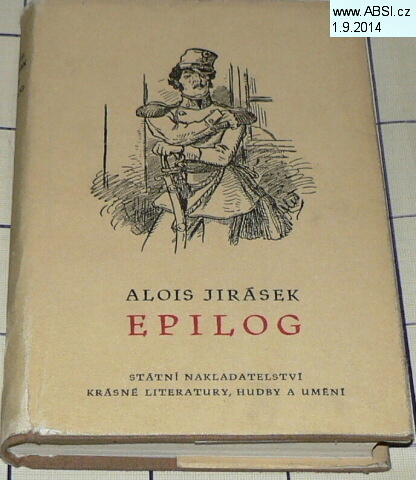 www.ABSI.cz
1.9.2014
ALOIS JIRÁSEK
EPILOG
STÁTNÍ NAKLADATELSTVÍ
KRÁSNÉ LITERATURY, HUDBY A UMĚNÍ